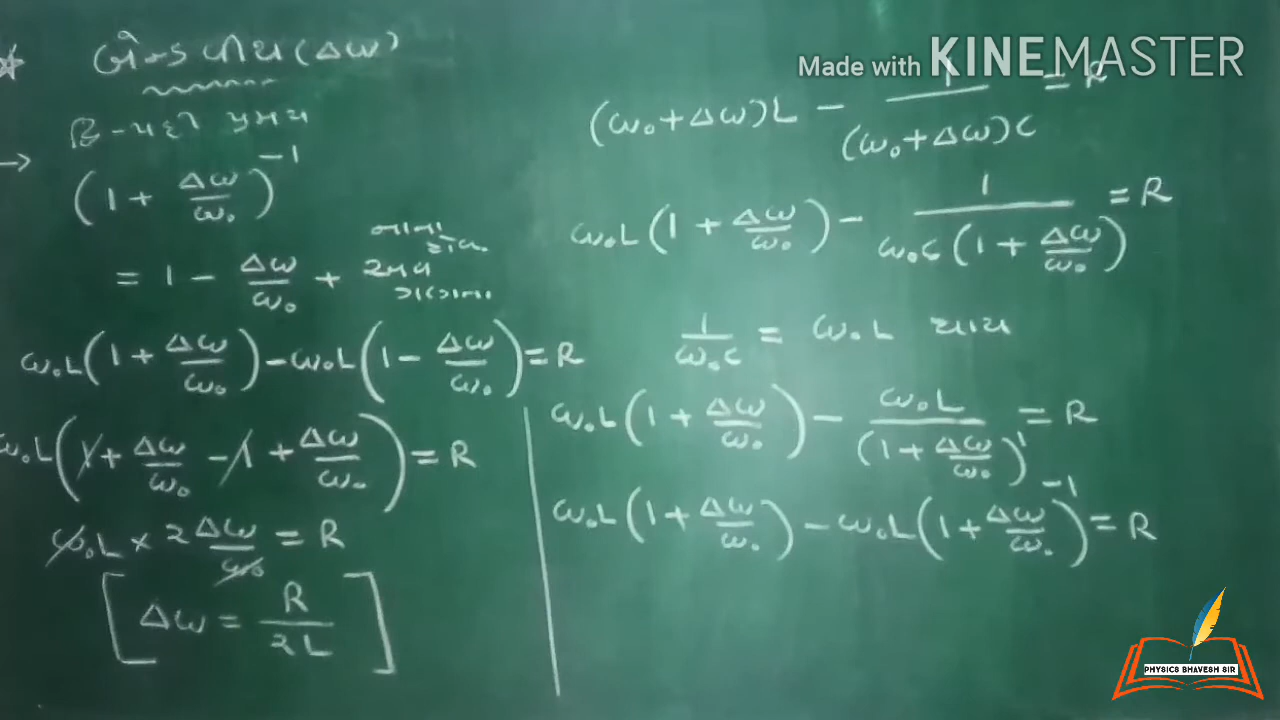 Made with KINEMASTER
* બેન્ડ વીથ (Δω)
→ દ્વિ-પદી પ્રમેય
(1 + Δω/ω₀)⁻¹
= 1 - Δω/ω₀ +
ω₀L(1 + Δω/ω₀) - ω₀L(1 - Δω/ω₀) = R
ω₀L(1 + Δω/ω₀ - 1 + Δω/ω₀) = R
ω₀L × 2 Δω/ω₀ = R
[Δω = R/2L]
(ω₀ + Δω)L - 1/(ω₀ + Δω)C = R
ω₀L(1 + Δω/ω₀) - 1/ω₀C(1 + Δω/ω₀) = R
1/ω₀C = ω₀L થાય
ω₀L(1 + Δω/ω₀) - ω₀L/(1 + Δω/ω₀)¹ = R
ω₀L(1 + Δω/ω₀) - ω₀L(1 + Δω/ω₀)⁻¹ = R
PHYSICS BHAVESH SIR